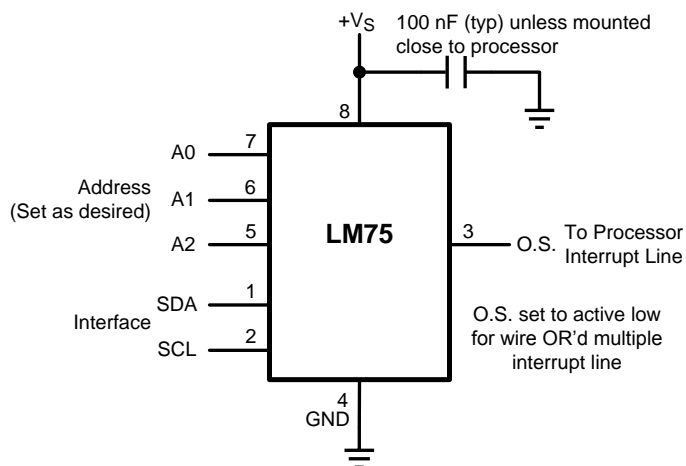 +VS
100 nF (typ) unless mounted
close to processor
8
A0
7
Address
(Set as desired)
A1
6
A2
5
LM75
3
O.S.
To Processor
Interrupt Line
SDA
1
Interface
SCL
2
O.S. set to active low
for wire OR’d multiple
interrupt line
4
GND